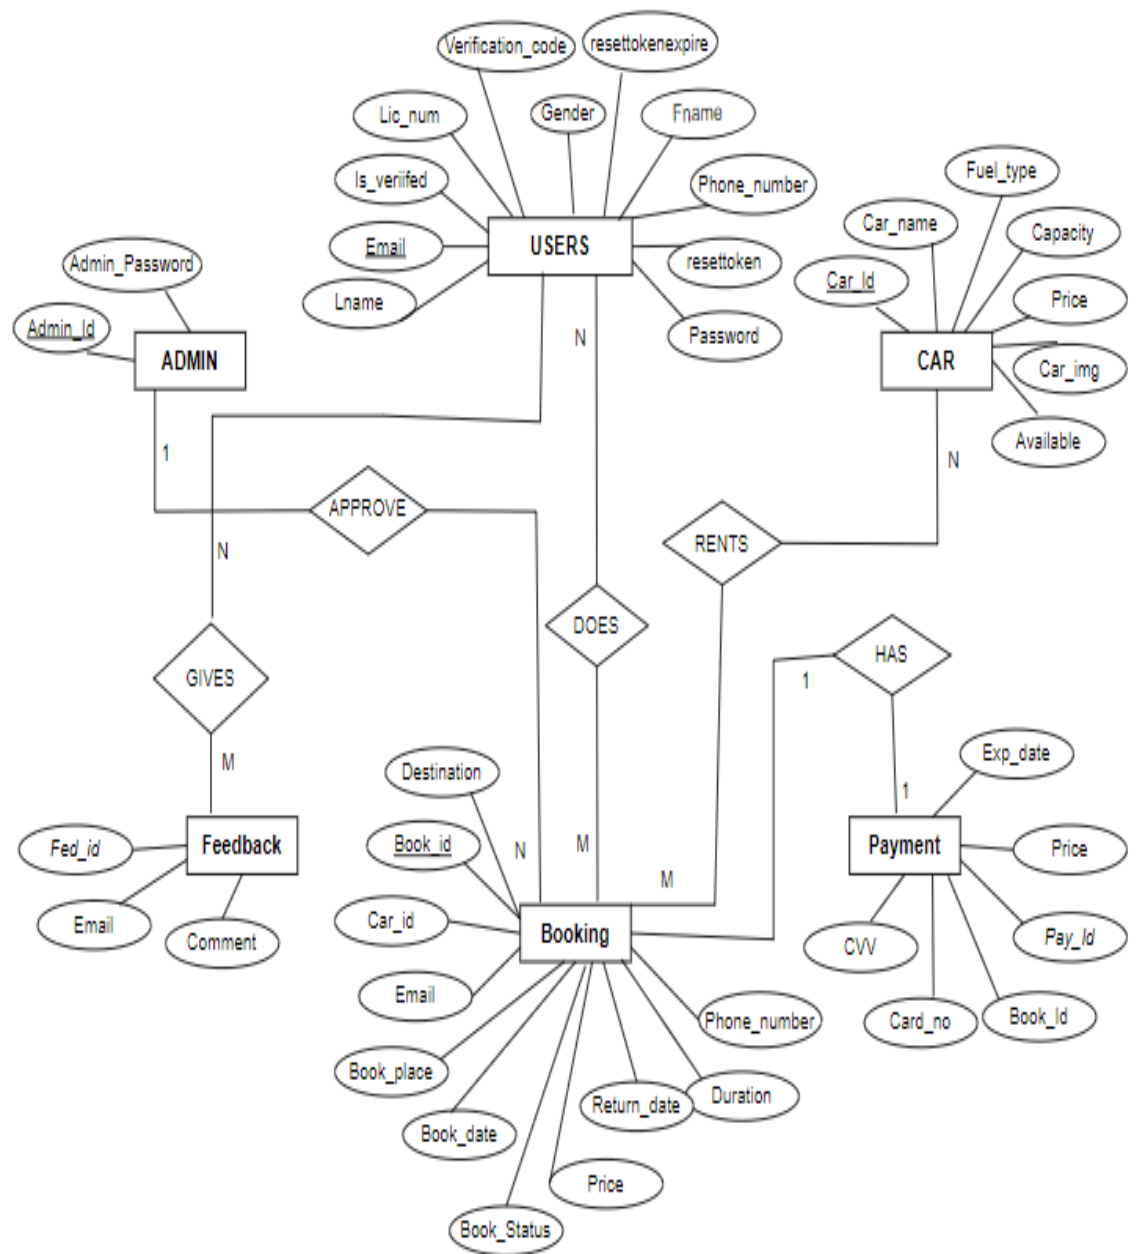 Verification_code
resettokenexpire
Lic_num
Gender
Fname
Is_veriifed
Phone_number
Fuel_type
Car_name
Capacity
USERS
Email
resettoken
Admin_Password
Car_Id
Lname
Price
Admin_Id
Password
ADMIN
CAR
Car_img
N
Available
1
N
APPROVE
RENTS
N
DOES
HAS
GIVES
1
M
Destination
Exp_date
1
Fed_id
Feedback
Book_id
N
M
Payment
Price
M
Email
Comment
Car_id
Booking
CVV
Pay_Id
Email
Phone_number
Card_no
Book_Id
Book_place
Book_date
Return_date
Duration
Price
Book_Status